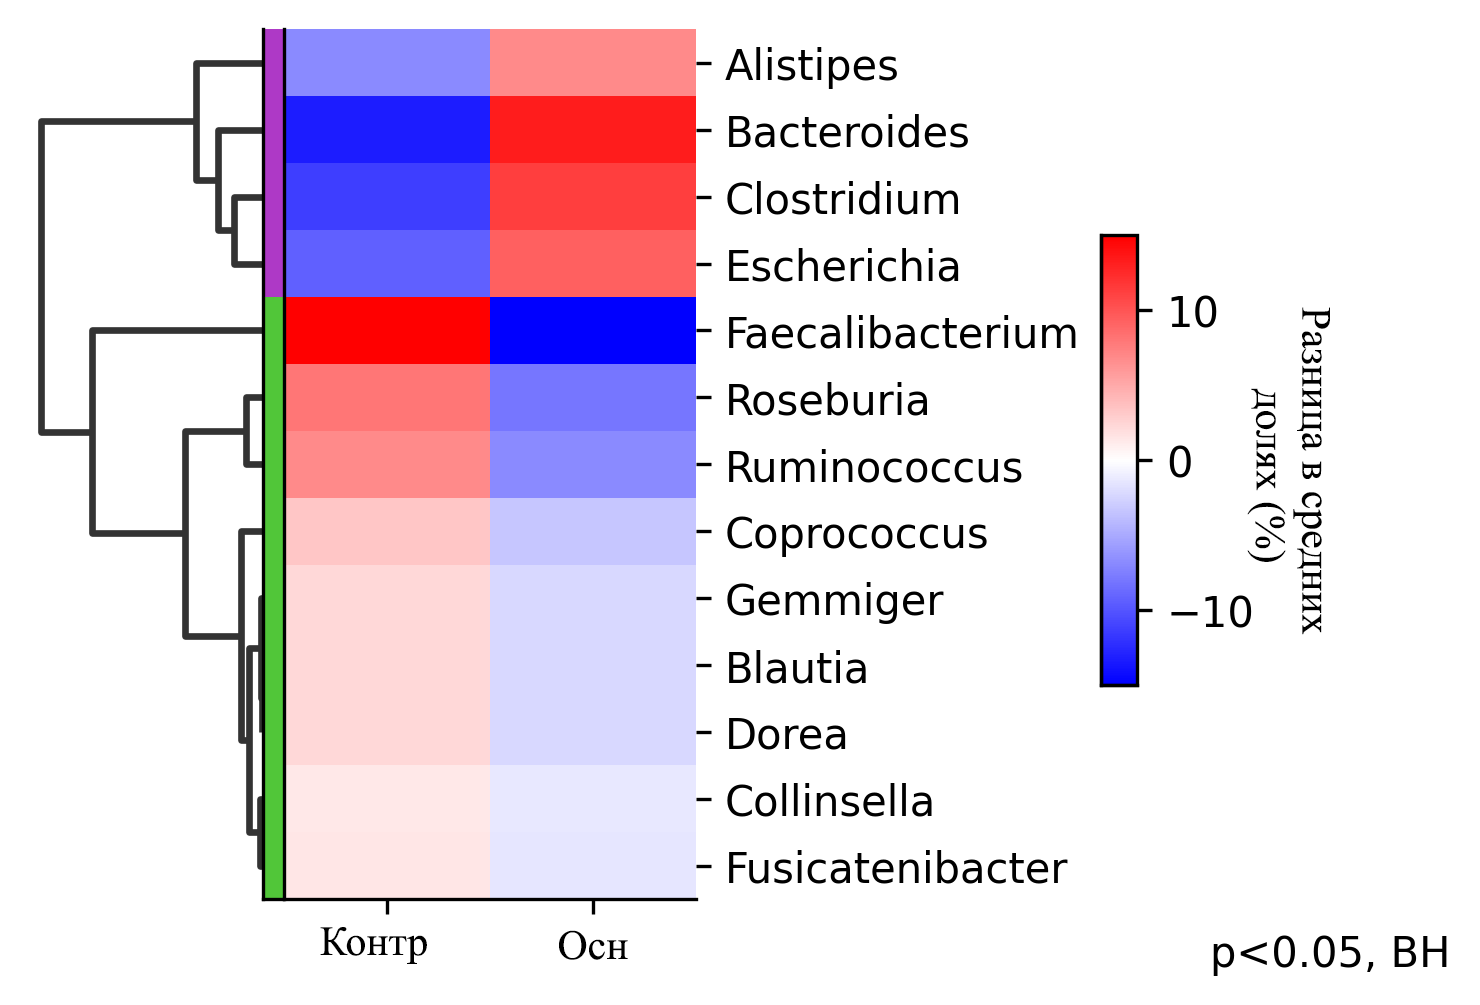 Alistipes
Bacteroides
Clostridium
Escherichia
Faecalibacterium
Roseburia
Ruminococcus
Coprococcus
Gemmiger
Blautia
Dorea
Collinsella
Fusicatenibacter
Контр
Осн
10
0
−10
Разница в средних
долях (%)
p<0.05, BH